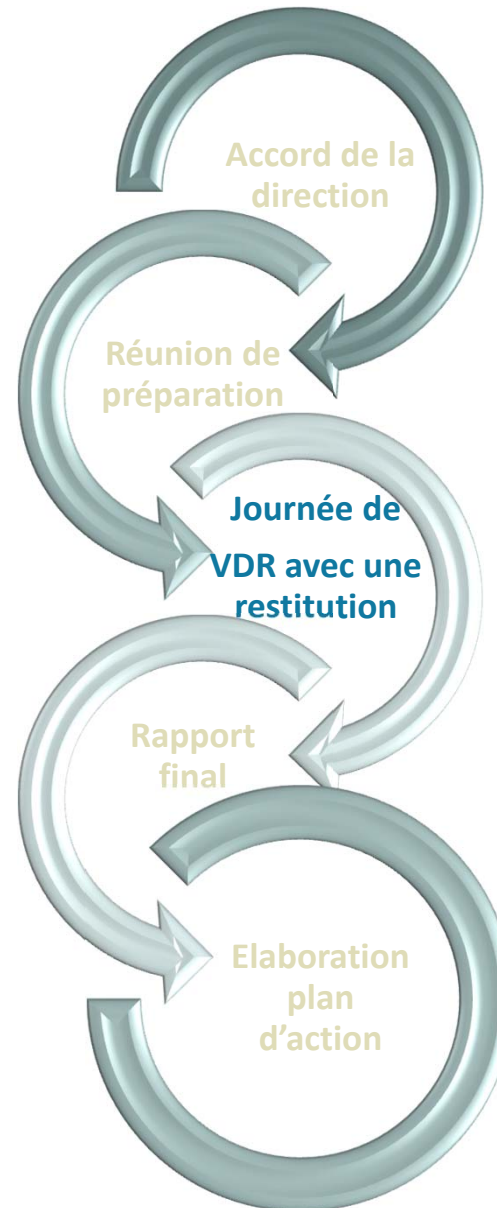 Accord de la
direction
Réunion de
préparation
Journée de
VDR avec une
restitution
Rapport
final
Elaboration
plan
d’action